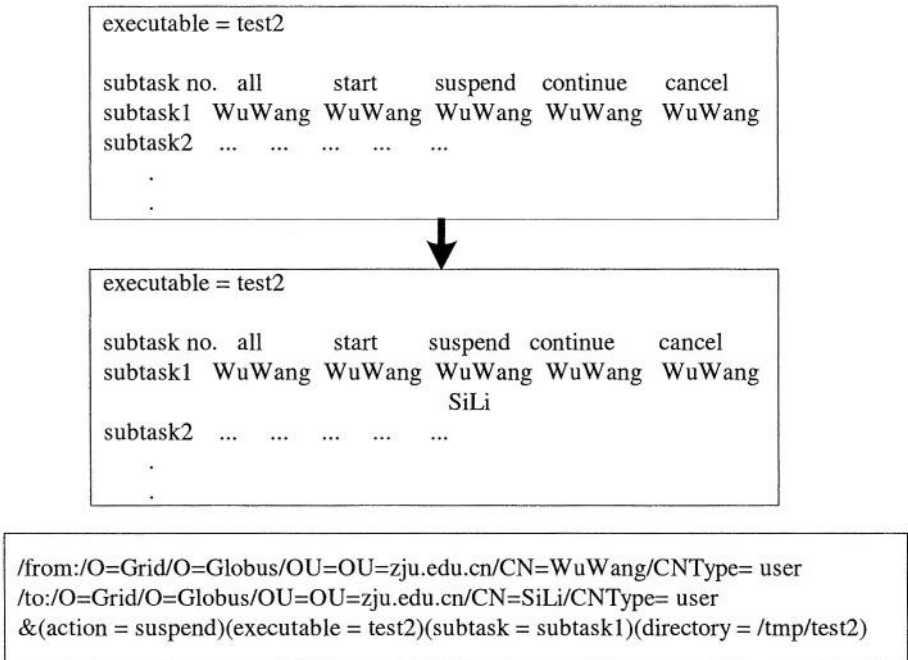 executable = test2
subtask no. all start suspend continue cancel
subtask1 WuWang WuWang WuWang WuWang WuWang
subtask2 ... ... ... ... ...
.
.
executable = test2
subtask no. all start suspend continue cancel
subtask1 WuWang WuWang WuWang WuWang WuWang
SiLi
subtask2 ... ... ... ... ...
.
.
/from:/O=Grid/O=Globus/OU=OU=zju.edu.cn/CN=WuWang/CNType= user
/to:/O=Grid/O=Globus/OU=OU=zju.edu.cn/CN=SiLi/CNType= user
&(action = suspend)(executable = test2)(subtask = subtask1)(directory = /tmp/test2)